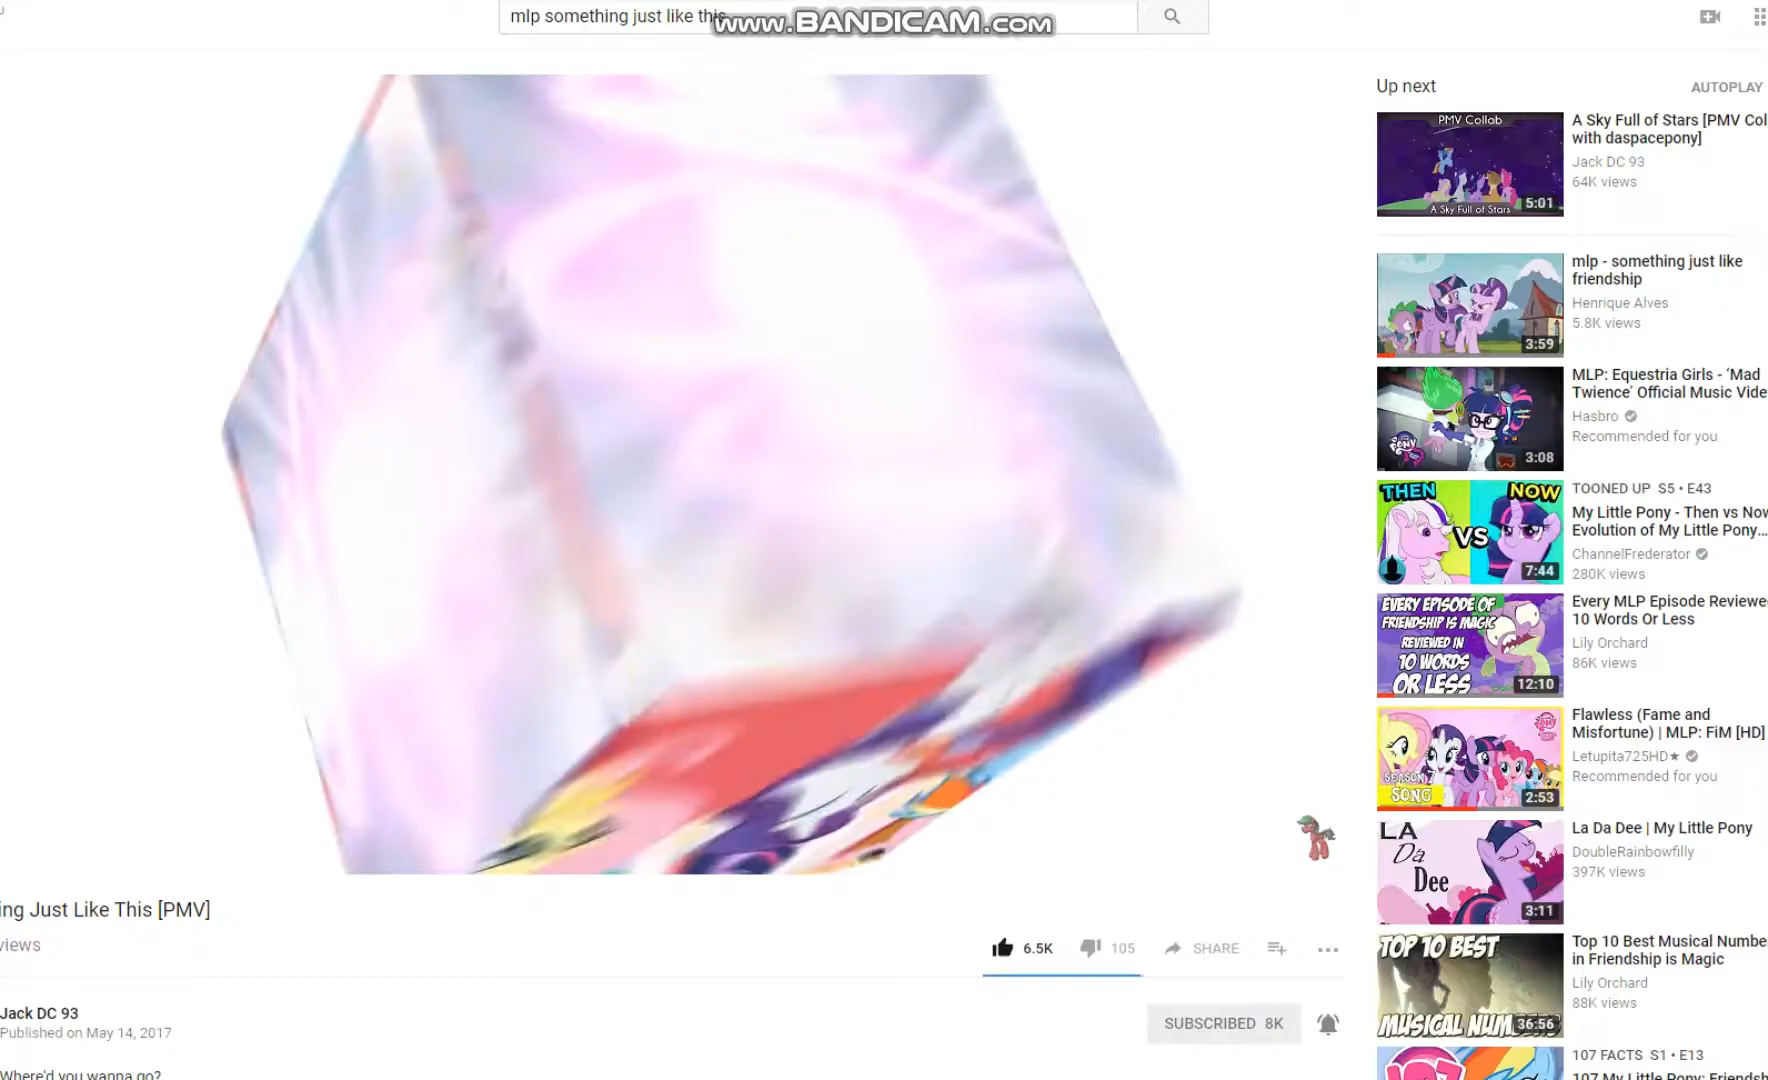 mlp something just like this
www.BANDICAM.com
Up next
AUTOPLAY
PMV Collab
A Sky Full of Stars
5:01
A Sky Full of Stars [PMV Col
with daspacepony]
Jack DC 93
64K views
3:59
mlp - something just like
friendship
Henrique Alves
5.8K views
3:08
MLP: Equestria Girls - ‘Mad
Twience’ Official Music Vide
Hasbro
Recommended for you
THEN
NOW
VS
7:44
TOONED UP S5 • E43
My Little Pony - Then vs Now
Evolution of My Little Pony...
ChannelFrederator
280K views
EVERY EPISODE OF
FRIENDSHIP IS MAGIC
REVIEWED IN
10 WORDS
OR LESS
12:10
Every MLP Episode Reviewe
10 Words Or Less
Lily Orchard
86K views
SEASON 7
SONG
2:53
Flawless (Fame and
Misfortune) | MLP: FiM [HD]
Letupita725HD★
Recommended for you
LA
Da
Dee
3:11
La Da Dee | My Little Pony
DoubleRainbowfilly
397K views
TOP 10 BEST
MUSICAL NUM
36:56
Top 10 Best Musical Numbe
in Friendship is Magic
Lily Orchard
88K views
107
107 FACTS S1 • E13
107 My Little Pony: Friendsh
ing Just Like This [PMV]
views
6.5K
105
SHARE
Jack DC 93
Published on May 14, 2017
SUBSCRIBED 8K
Where'd you wanna go?